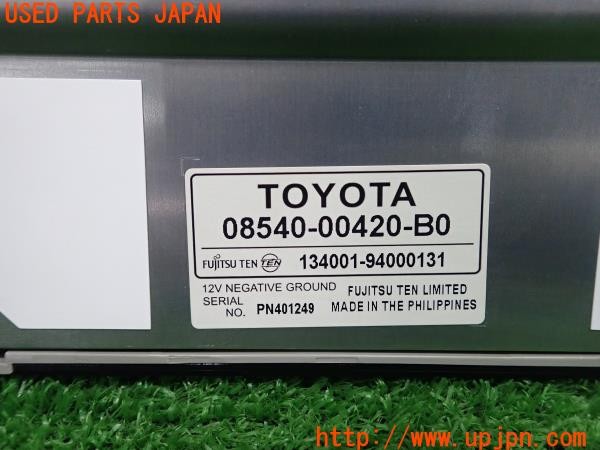 USED PARTS JAPAN
TOYOTA
08540-00420-B0
FUJITSU TEN TEN 134001-94000131
12V NEGATIVE GROUND FUJITSU TEN LIMITED
SERIAL NO. PN401249 MADE IN THE PHILIPPINES
http://www.upjpn.com